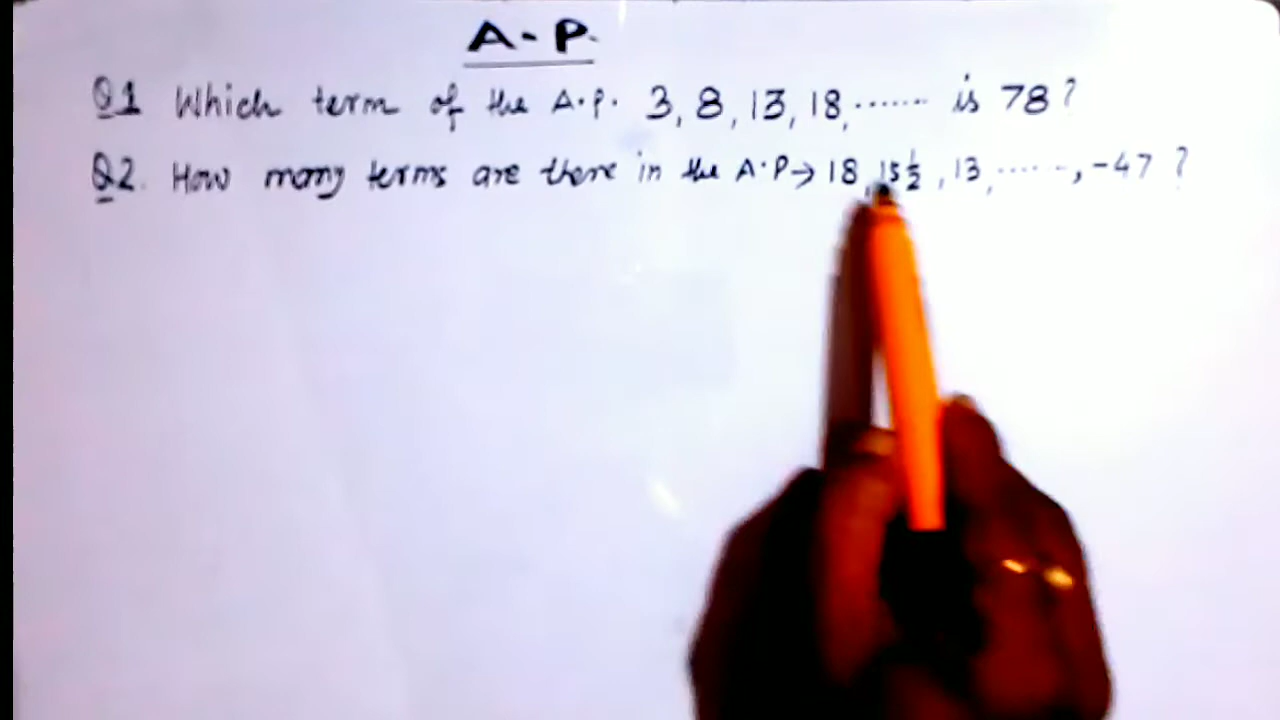 A.P.
Q1 Which term of the A.P. 3, 8, 13, 18, ....... is 78?
Q2. How many terms are there in the A.P→ 18, 15½, 13, ......, -47 ?